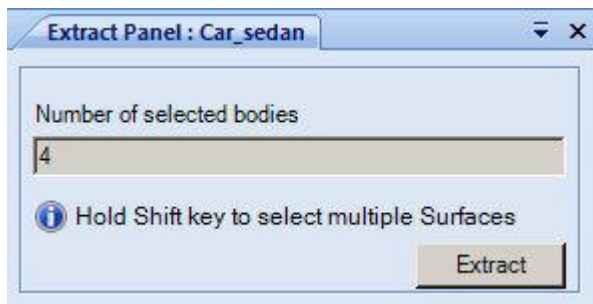 Extract Panel : Car_sedan
Number of selected bodies
4
Hold Shift key to select multiple Surfaces
Extract